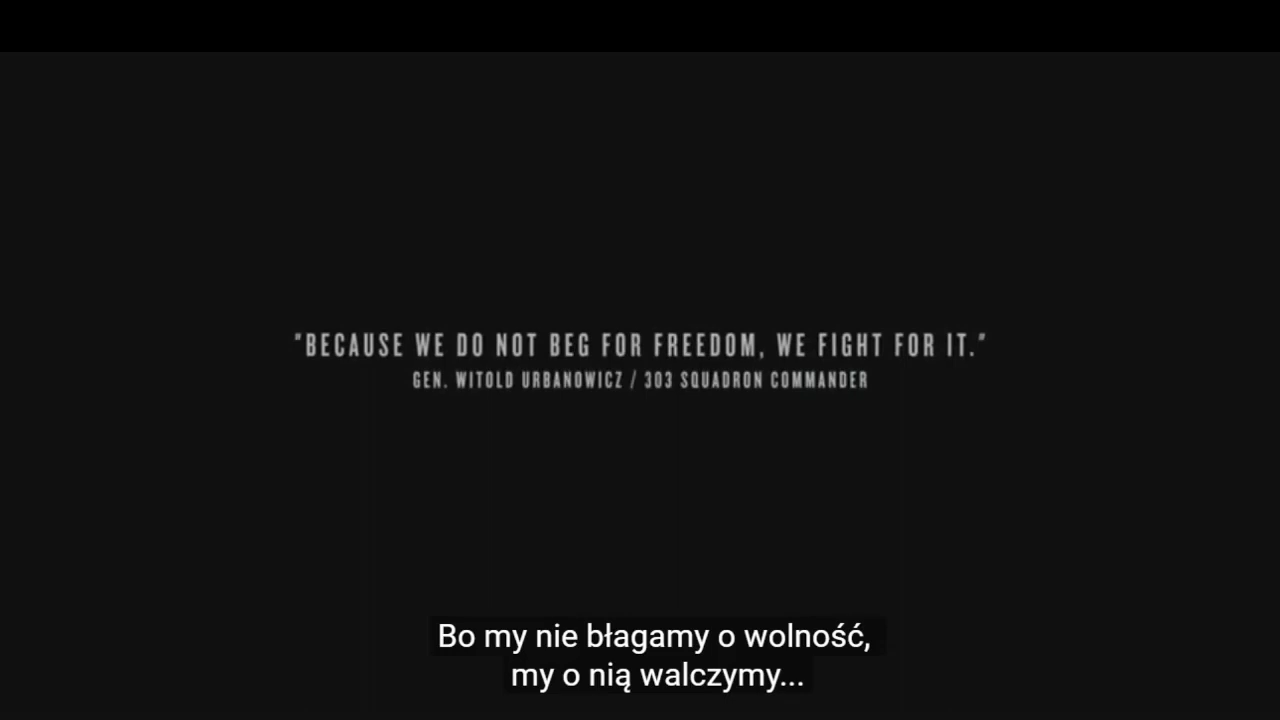 "BECAUSE WE DO NOT BEG FOR FREEDOM, WE FIGHT FOR IT."
GEN. WITOLD URBANOWICZ / 303 SQUADRON COMMANDER
Bo my nie błagamy o wolność,
my o nią walczymy...